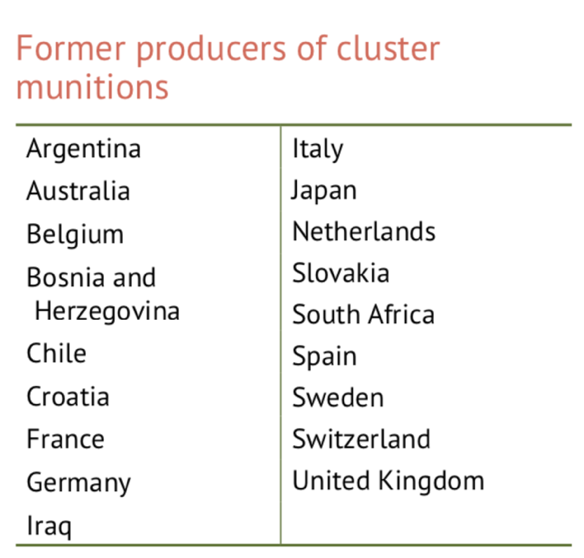 Former producers of cluster
munitions
Argentina
Australia
Belgium
Bosnia and
Herzegovina
Chile
Croatia
France
Germany
Iraq
Italy
Japan
Netherlands
Slovakia
South Africa
Spain
Sweden
Switzerland
United Kingdom